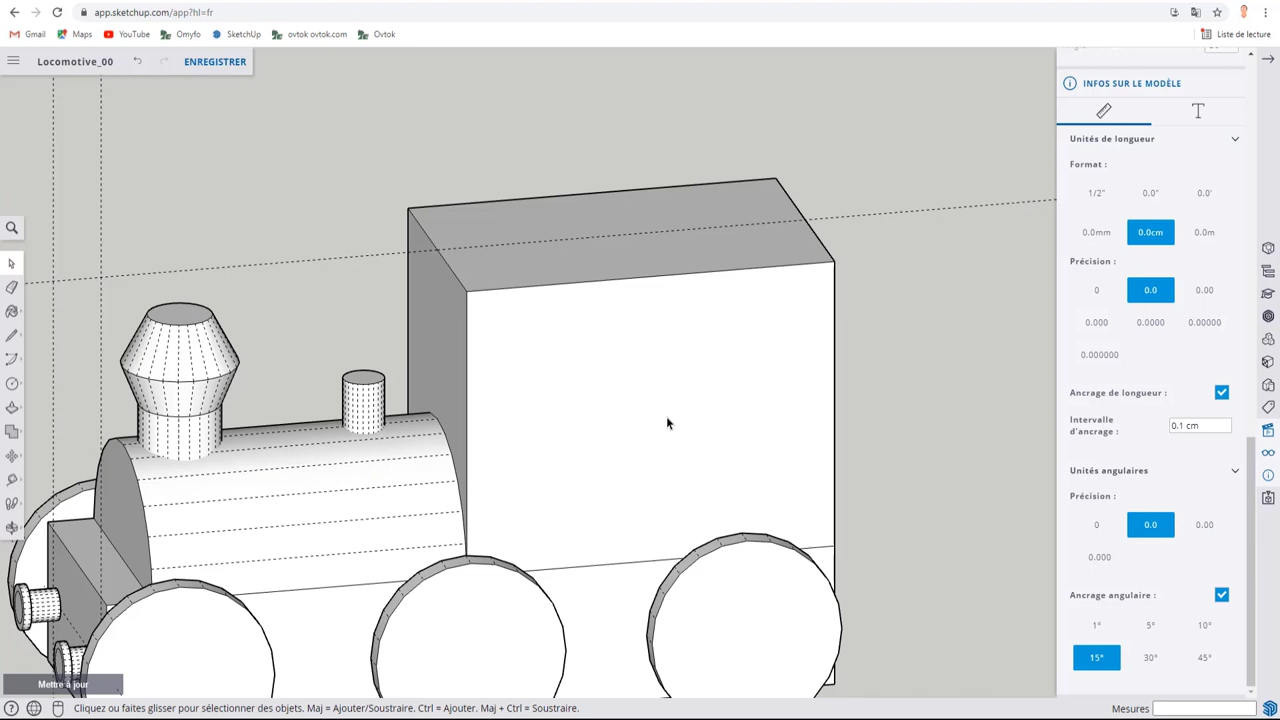 app.sketchup.com/app?hl=fr
Gmail Maps YouTube Omyfo SketchUp ovtok ovtok.com Ovtok Liste de lecture
Locomotive_00 ENREGISTRER
INFOS SUR LE MODÈLE
Unités de longueur
Format :
1/2" 0.0" 0.0'
0.0mm 0.0cm 0.0m
Précision :
0 0.0 0.00
0.000 0.0000 0.00000
0.000000
Ancrage de longueur :
Intervalle
d'ancrage : 0.1 cm
Unités angulaires
Précision :
0 0.0 0.00
0.000
Ancrage angulaire :
1° 5° 10°
15° 30° 45°
Mettre à jour
Cliquez ou faites glisser pour sélectionner des objets. Maj = Ajouter/Soustraire. Ctrl = Ajouter. Maj + Ctrl = Soustraire. Mesures